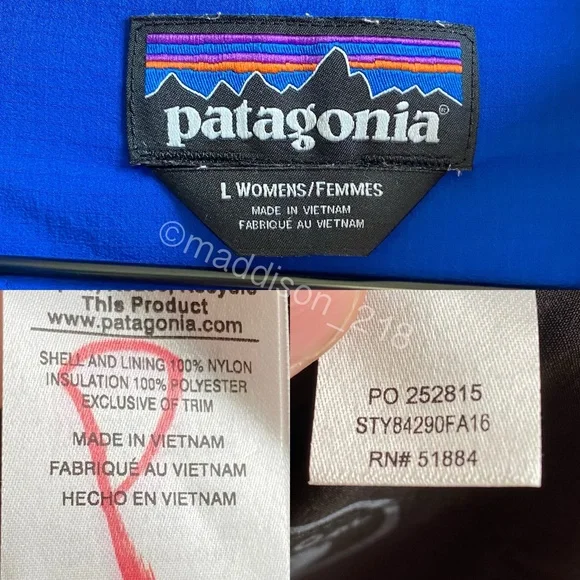 patagonia®
L WOMENS/FEMMES
MADE IN VIETNAM
FABRIQUÉ AU VIETNAM
©maddison_218
This Product
www.patagonia.com
SHELL AND LINING 100% NYLON
INSULATION 100% POLYESTER
EXCLUSIVE OF TRIM
MADE IN VIETNAM
FABRIQUÉ AU VIETNAM
HECHO EN VIETNAM
PO 252815
STY84290FA16
RN# 51884